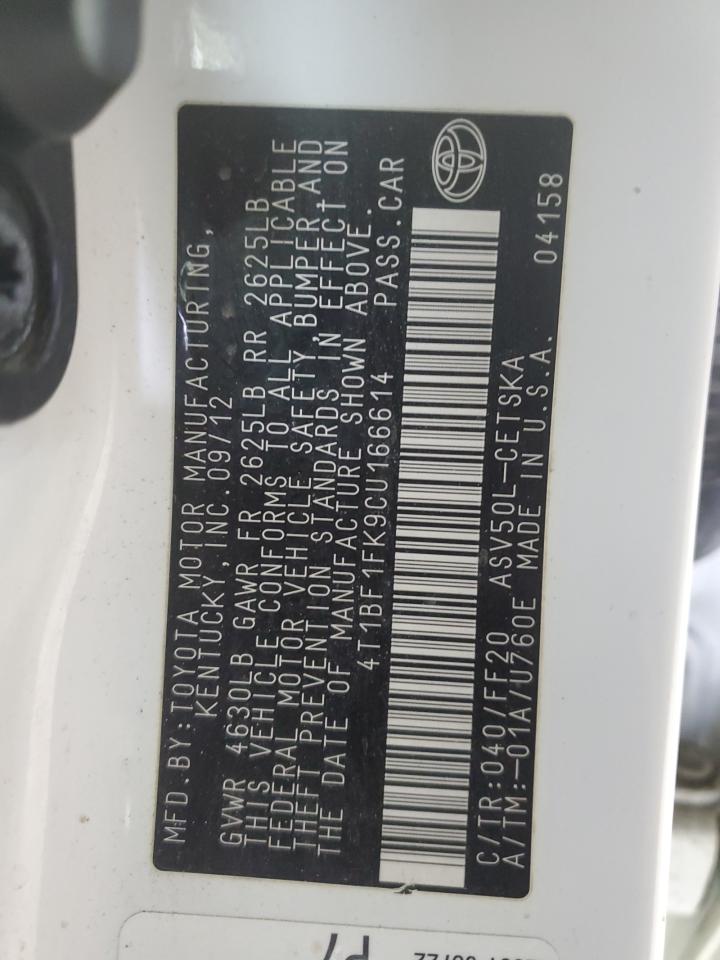 MFD.BY:TOYOTA MOTOR MANUFACTURING,
KENTUCKY,INC.09/12
GVWR 4630LB GAWR FR 2625LB RR 2625LB
THIS VEHICLE CONFORMS TO ALL APPLICABLE
FEDERAL MOTOR VEHICLE SAFETY, BUMPER,AND
THEFT PREVENTION STANDARDS IN EFFECT ON
THE DATE OF MANUFACTURE SHOWN ABOVE.
4T1BF1FK9CU166614 PASS.CAR
C/TR:040/FF20 ASV50L-CETSKA
A/TM:-01A/U760E MADE IN U.S.A. 04158